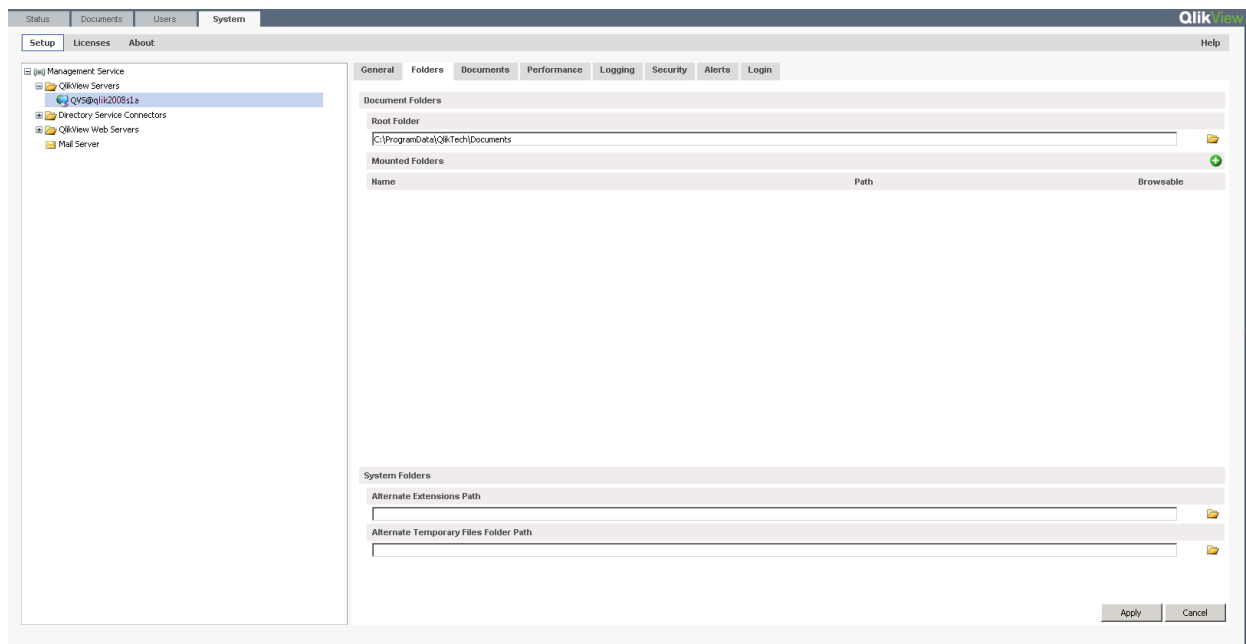 Status Documents Users System QlikView
Setup Licenses About Help
Management Service
QlikView Servers
QVS@qlik2008s1a
Directory Service Connectors
QlikView Web Servers
Mail Server
General Folders Documents Performance Logging Security Alerts Login
Document Folders
Root Folder
C:\ProgramData\QlikTech\Documents
Mounted Folders
Name Path Browsable
System Folders
Alternate Extensions Path
Alternate Temporary Files Folder Path
Apply Cancel